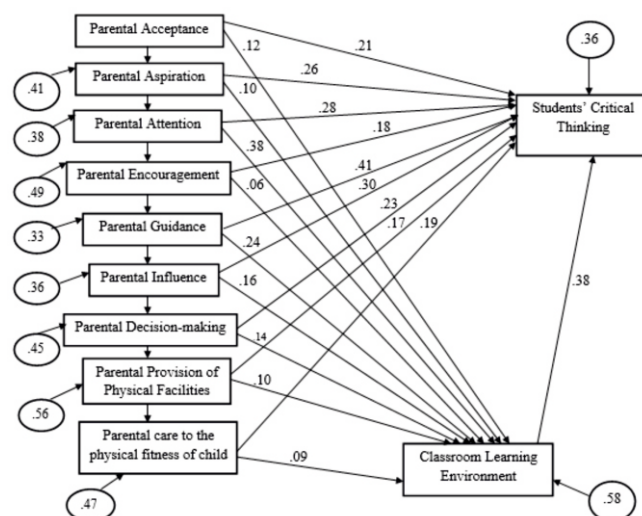 Parental Acceptance
.12
.21
.36
.41
Parental Aspiration
.10
.26
Students' Critical
Thinking
.38
Parental Attention
.28
.38
.18
.49
Parental Encouragement
.06
.41
.30
.33
Parental Guidance
.24
.23
.17
.19
.36
Parental Influence
.16
.38
.45
Parental Decision-making
.14
.56
Parental Provision of
Physical Facilities
.10
Parental care to the
physical fitness of child
.09
Classroom Learning
Environment
.47
.58